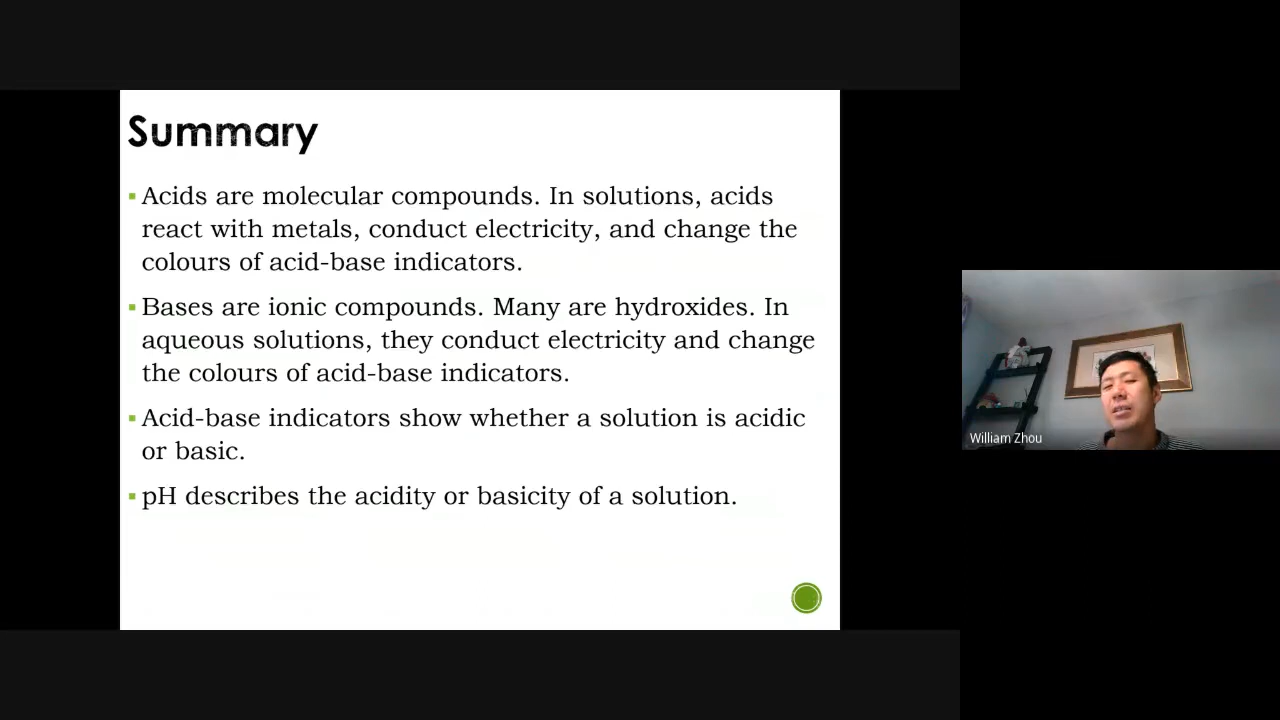 Summary
Acids are molecular compounds. In solutions, acids
react with metals, conduct electricity, and change the
colours of acid-base indicators.
Bases are ionic compounds. Many are hydroxides. In
aqueous solutions, they conduct electricity and change
the colours of acid-base indicators.
Acid-base indicators show whether a solution is acidic
or basic.
pH describes the acidity or basicity of a solution.
William Zhou